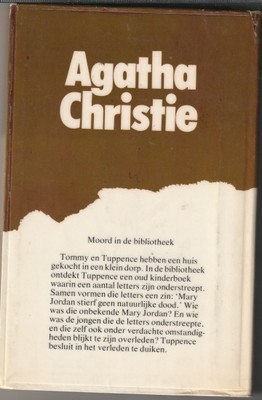 Agatha
Christie
Moord in de bibliotheek
Tommy en Tuppence hebben een huis
gekocht in een klein dorp. In de bibliotheek
ontdekt Tuppence een oud kinderboek
waarin een aantal letters zijn onderstreept.
Samen vormen die letters een zin: 'Mary
Jordan stierf geen natuurlijke dood.' Wie
was die onbekende Mary Jordan? En wie
was de jongen die de letters onderstreepte,
en die zelf ook onder verdachte omstandig-
heden blijkt te zijn overleden? Tuppence
besluit in het verleden te duiken.